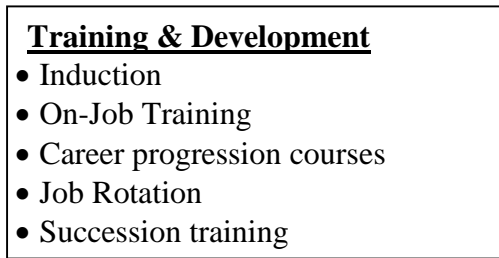 Training & Development
• Induction
• On-Job Training
• Career progression courses
• Job Rotation
• Succession training